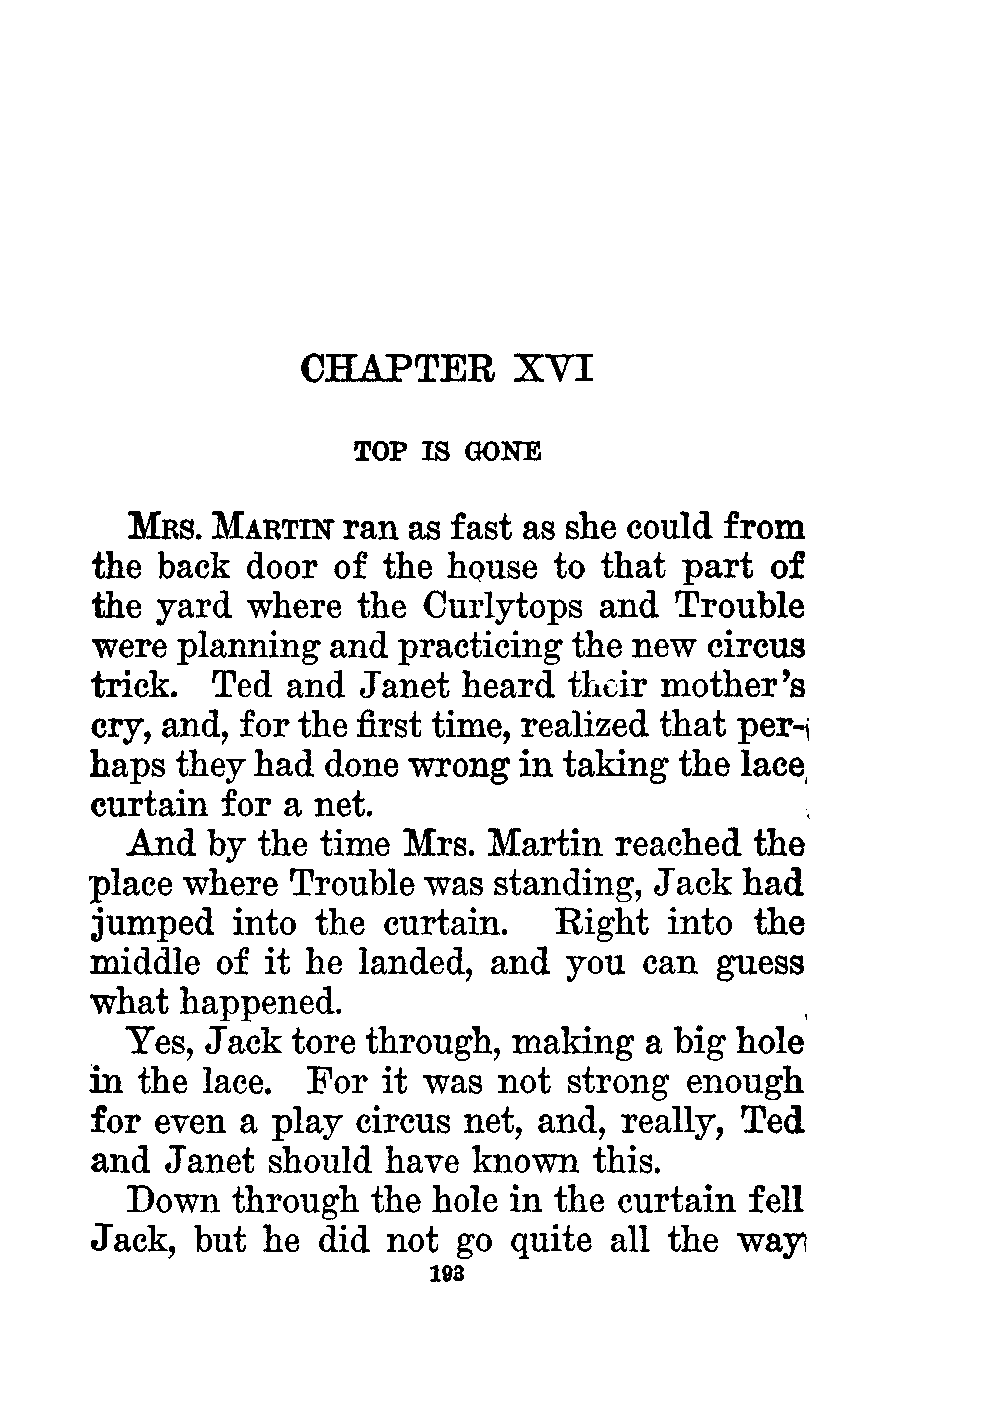 CHAPTER XVI
TOP IS GONE
MRS. MARTIN ran as fast as she could from
the back door of the house to that part of
the yard where the Curlytops and Trouble
were planning and practicing the new circus
trick. Ted and Janet heard their mother's
cry, and, for the first time, realized that per-
haps they had done wrong in taking the lace
curtain for a net.
And by the time Mrs. Martin reached the
place where Trouble was standing, Jack had
jumped into the curtain. Right into the
middle of it he landed, and you can guess
what happened.
Yes, Jack tore through, making a big hole
in the lace. For it was not strong enough
for even a play circus net, and, really, Ted
and Janet should have known this.
Down through the hole in the curtain fell
Jack, but he did not go quite all the way
193